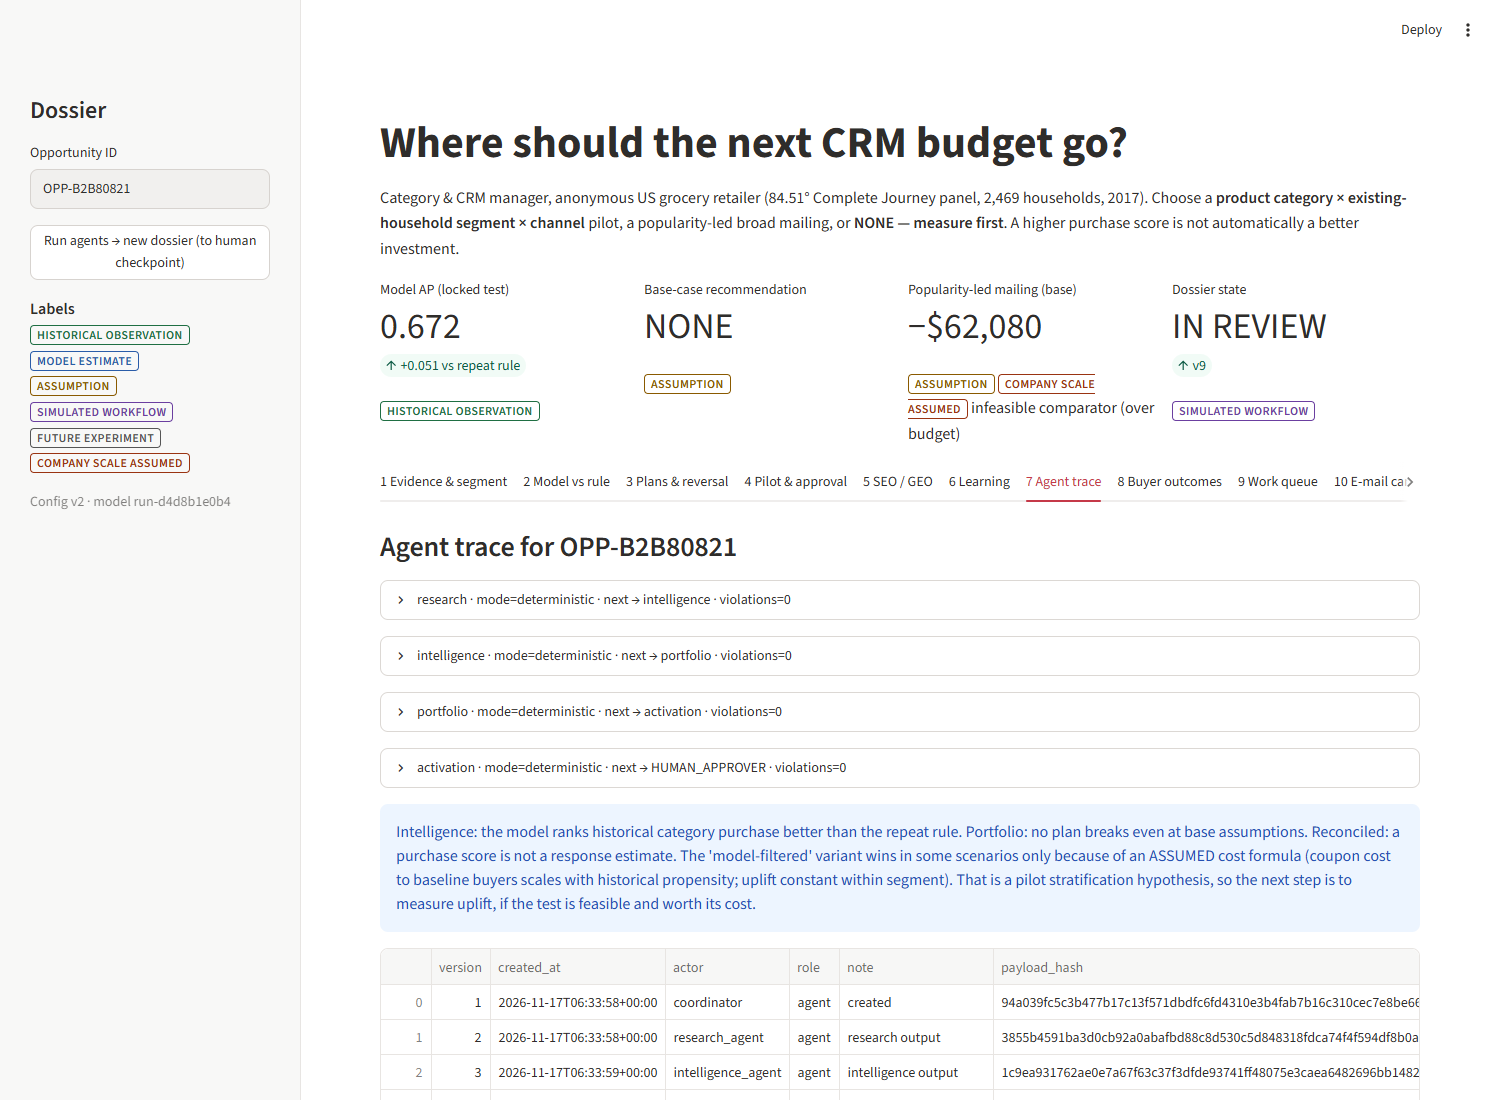 Deploy
Dossier
Opportunity ID
OPP-B2B80821
Run agents → new dossier (to human
checkpoint)
Labels
HISTORICAL OBSERVATION
MODEL ESTIMATE
ASSUMPTION
SIMULATED WORKFLOW
FUTURE EXPERIMENT
COMPANY SCALE ASSUMED
Config v2 · model run-d4d8b1e0b4
Where should the next CRM budget go?
Category & CRM manager, anonymous US grocery retailer (84.51° Complete Journey panel, 2,469 households, 2017). Choose a product category × existing-
household segment × channel pilot, a popularity-led broad mailing, or NONE — measure first. A higher purchase score is not automatically a better
investment.
Model AP (locked test)
0.672
↑ +0.051 vs repeat rule
HISTORICAL OBSERVATION
Base-case recommendation
NONE
ASSUMPTION
Popularity-led mailing (base)
−$62,080
ASSUMPTION COMPANY SCALE
ASSUMED infeasible comparator (over
budget)
Dossier state
IN REVIEW
↑ v9
SIMULATED WORKFLOW
1 Evidence & segment 2 Model vs rule 3 Plans & reversal 4 Pilot & approval 5 SEO / GEO 6 Learning 7 Agent trace 8 Buyer outcomes 9 Work queue 10 E-mail ca
Agent trace for OPP-B2B80821
research · mode=deterministic · next → intelligence · violations=0
intelligence · mode=deterministic · next → portfolio · violations=0
portfolio · mode=deterministic · next → activation · violations=0
activation · mode=deterministic · next → HUMAN_APPROVER · violations=0
Intelligence: the model ranks historical category purchase better than the repeat rule. Portfolio: no plan breaks even at base assumptions. Reconciled: a
purchase score is not a response estimate. The 'model-filtered' variant wins in some scenarios only because of an ASSUMED cost formula (coupon cost
to baseline buyers scales with historical propensity; uplift constant within segment). That is a pilot stratification hypothesis, so the next step is to
measure uplift, if the test is feasible and worth its cost.
version created_at actor role note payload_hash
0 1 2026-11-17T06:33:58+00:00 coordinator agent created 94a039fc5c3b477b17c13f571dbdfc6fd4310e3b4fab7b16c310cec7e8be66
1 2 2026-11-17T06:33:58+00:00 research_agent agent research output 3855b4591ba3d0cb92a0abafbd88c8d530c5d848318fdca74f4f594df8b0a
2 3 2026-11-17T06:33:59+00:00 intelligence_agent agent intelligence output 1c9ea931762ae0e7a67f63c37f3dfde93741ff48075e3caea6482696bb1482